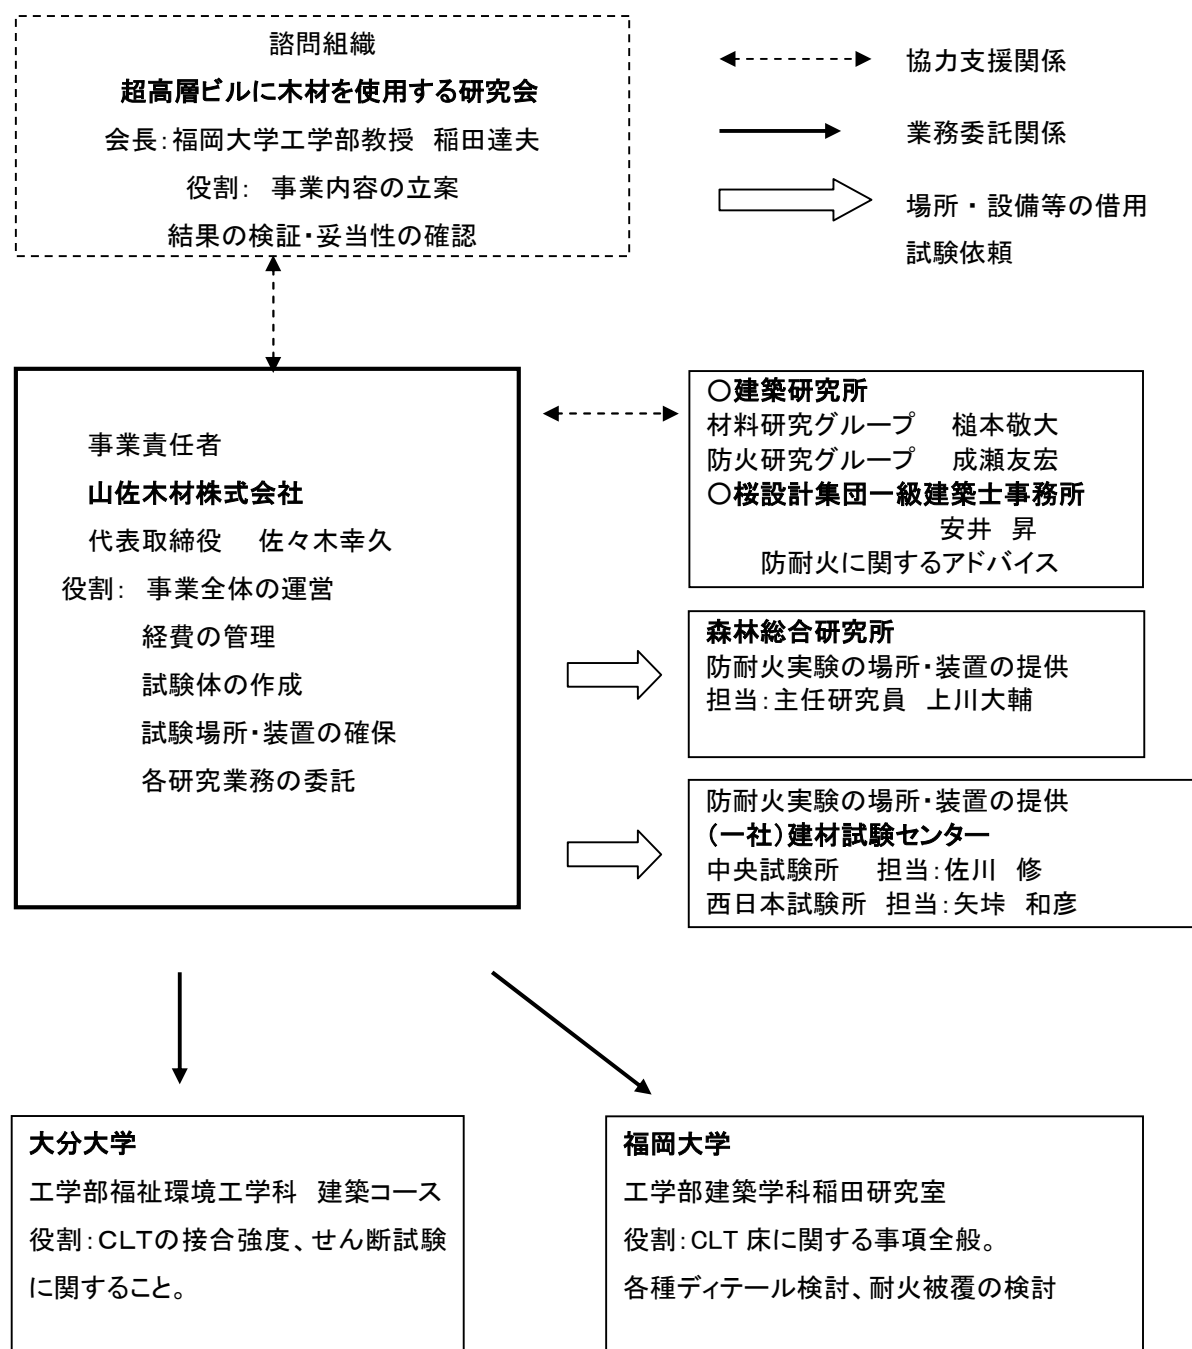 諮問組織
超高層ビルに木材を使用する研究会
会長：福岡大学工学部教授　稲田達夫
役割：　事業内容の立案
結果の検証・妥当性の確認
協力支援関係
業務委託関係
場所・設備等の借用
試験依頼
事業責任者
山佐木材株式会社
代表取締役　佐々木幸久
役割：　事業全体の運営
経費の管理
試験体の作成
試験場所・装置の確保
各研究業務の委託
○建築研究所
材料研究グループ　槌本敬大
防火研究グループ　成瀬友宏
○桜設計集団一級建築士事務所
安井　昇
防耐火に関するアドバイス
森林総合研究所
防耐火実験の場所・装置の提供
担当：主任研究員　上川大輔
防耐火実験の場所・装置の提供
（一社）建材試験センター
中央試験所　担当：佐川　修
西日本試験所　担当：矢垰　和彦
大分大学
工学部福祉環境工学科　建築コース
役割：ＣＬＴの接合強度、せん断試験
に関すること。
福岡大学
工学部建築学科稲田研究室
役割：CLT 床に関する事項全般。
各種ディテール検討、耐火被覆の検討